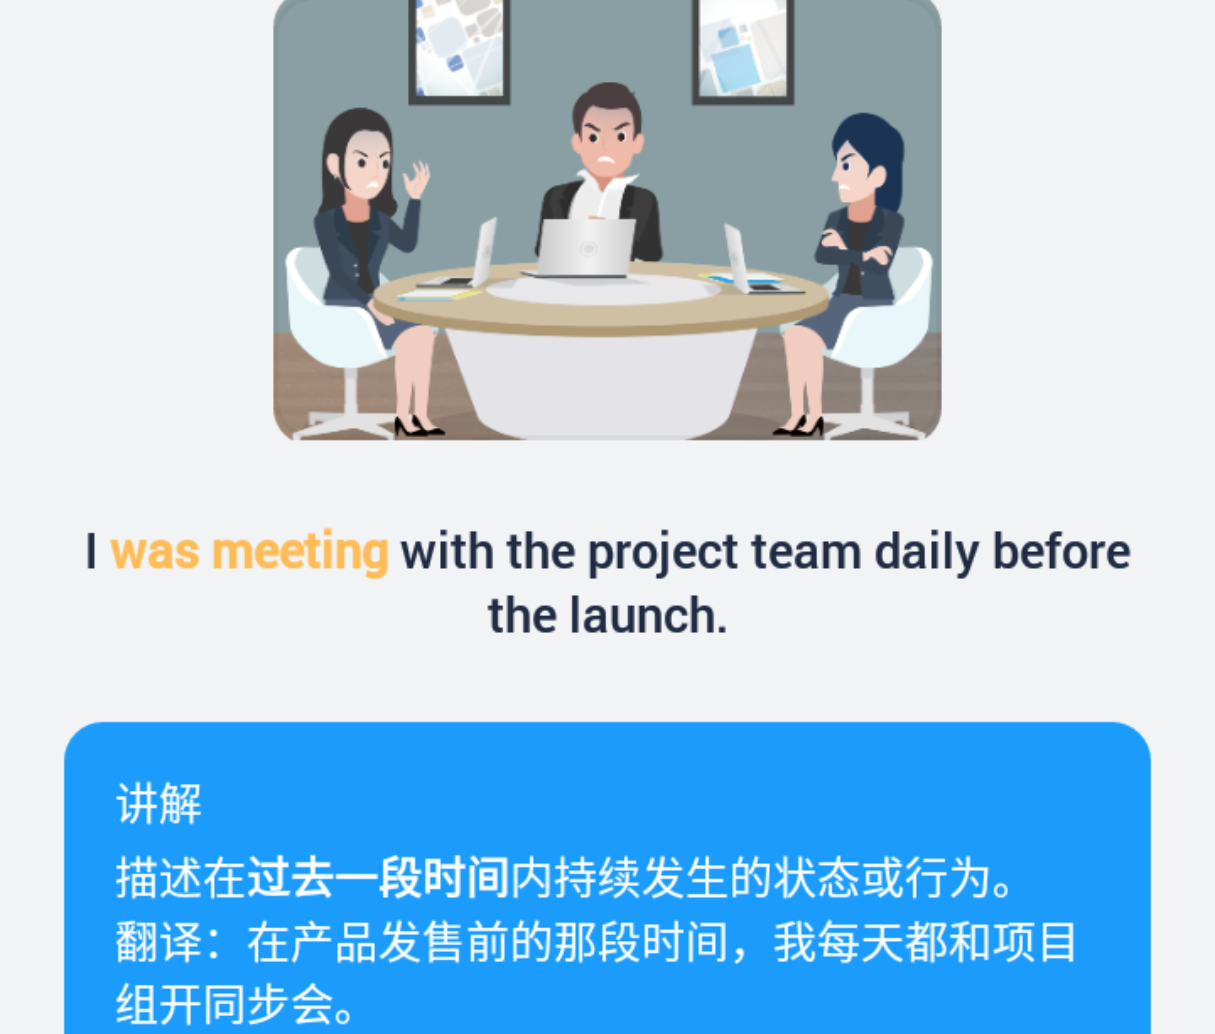 I was meeting with the project team daily before
the launch.
讲解
描述在过去一段时间内持续发生的状态或行为。
翻译：在产品发售前的那段时间，我每天都和项目
组开同步会。